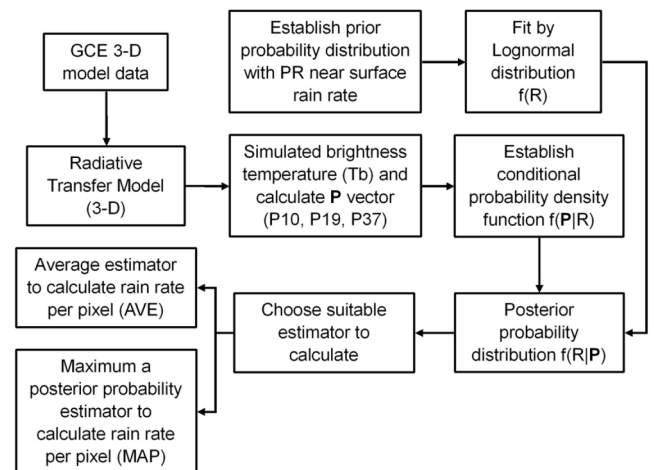 GCE 3-D
model data
Establish prior
probability distribution
with PR near surface
rain rate
Fit by
Lognormal
distribution
f(R)
Radiative
Transfer Model
(3-D)
Simulated brightness
temperature (Tb) and
calculate P vector
(P10, P19, P37)
Establish
conditional
probability density
function f(P|R)
Average estimator
to calculate rain rate
per pixel (AVE)
Choose suitable
estimator to
calculate
Posterior
probability
distribution f(R|P)
Maximum a
posterior probability
estimator to
calculate rain rate
per pixel (MAP)